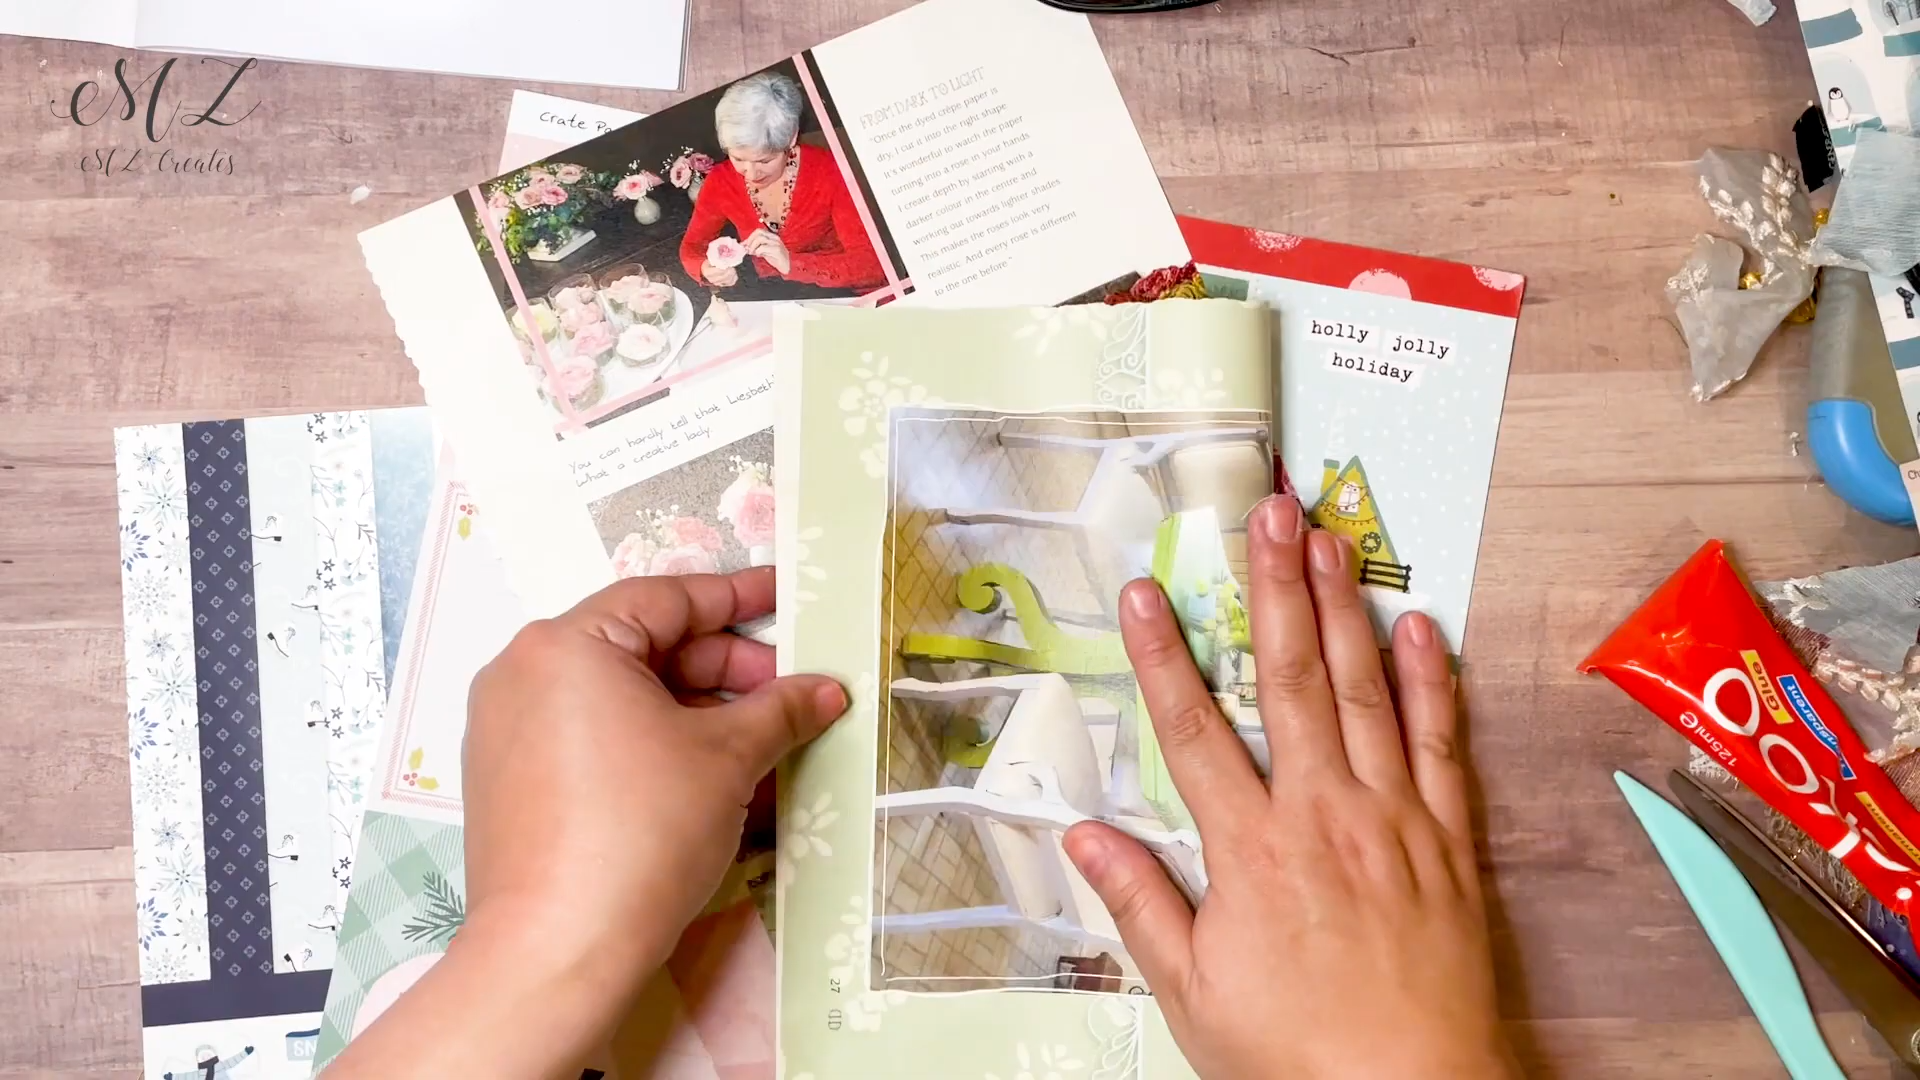 MZ
MZ Creates
Crate Pa
FROM DARK TO LIGHT
"Once the dyed crêpe paper is
dry, I cut it into the right shape.
It's wonderful to watch the paper
turning into a rose in your hands.
I create depth by starting with a
darker colour in the centre and
working out towards lighter shades.
This makes the roses look very
realistic. And every rose is different
to the one before."
You can hardly tell that Liesbeth
What a creative lady.
holly jolly
holiday
27
SN
Glue
Transparent
125ml e